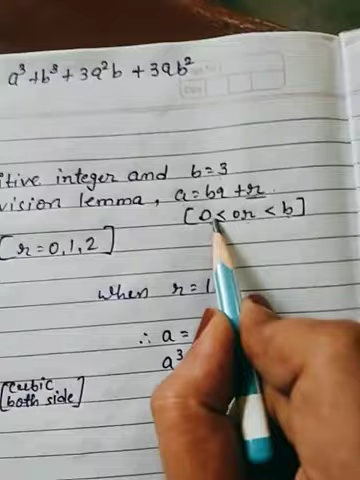 a³+b³+3a²b+3ab²
itive integer and b=3
vision lemma, a=bq+r
[0≤r<b]
[r=0,1,2]
when r=1
∴ a=
a³
[cubic
both side]